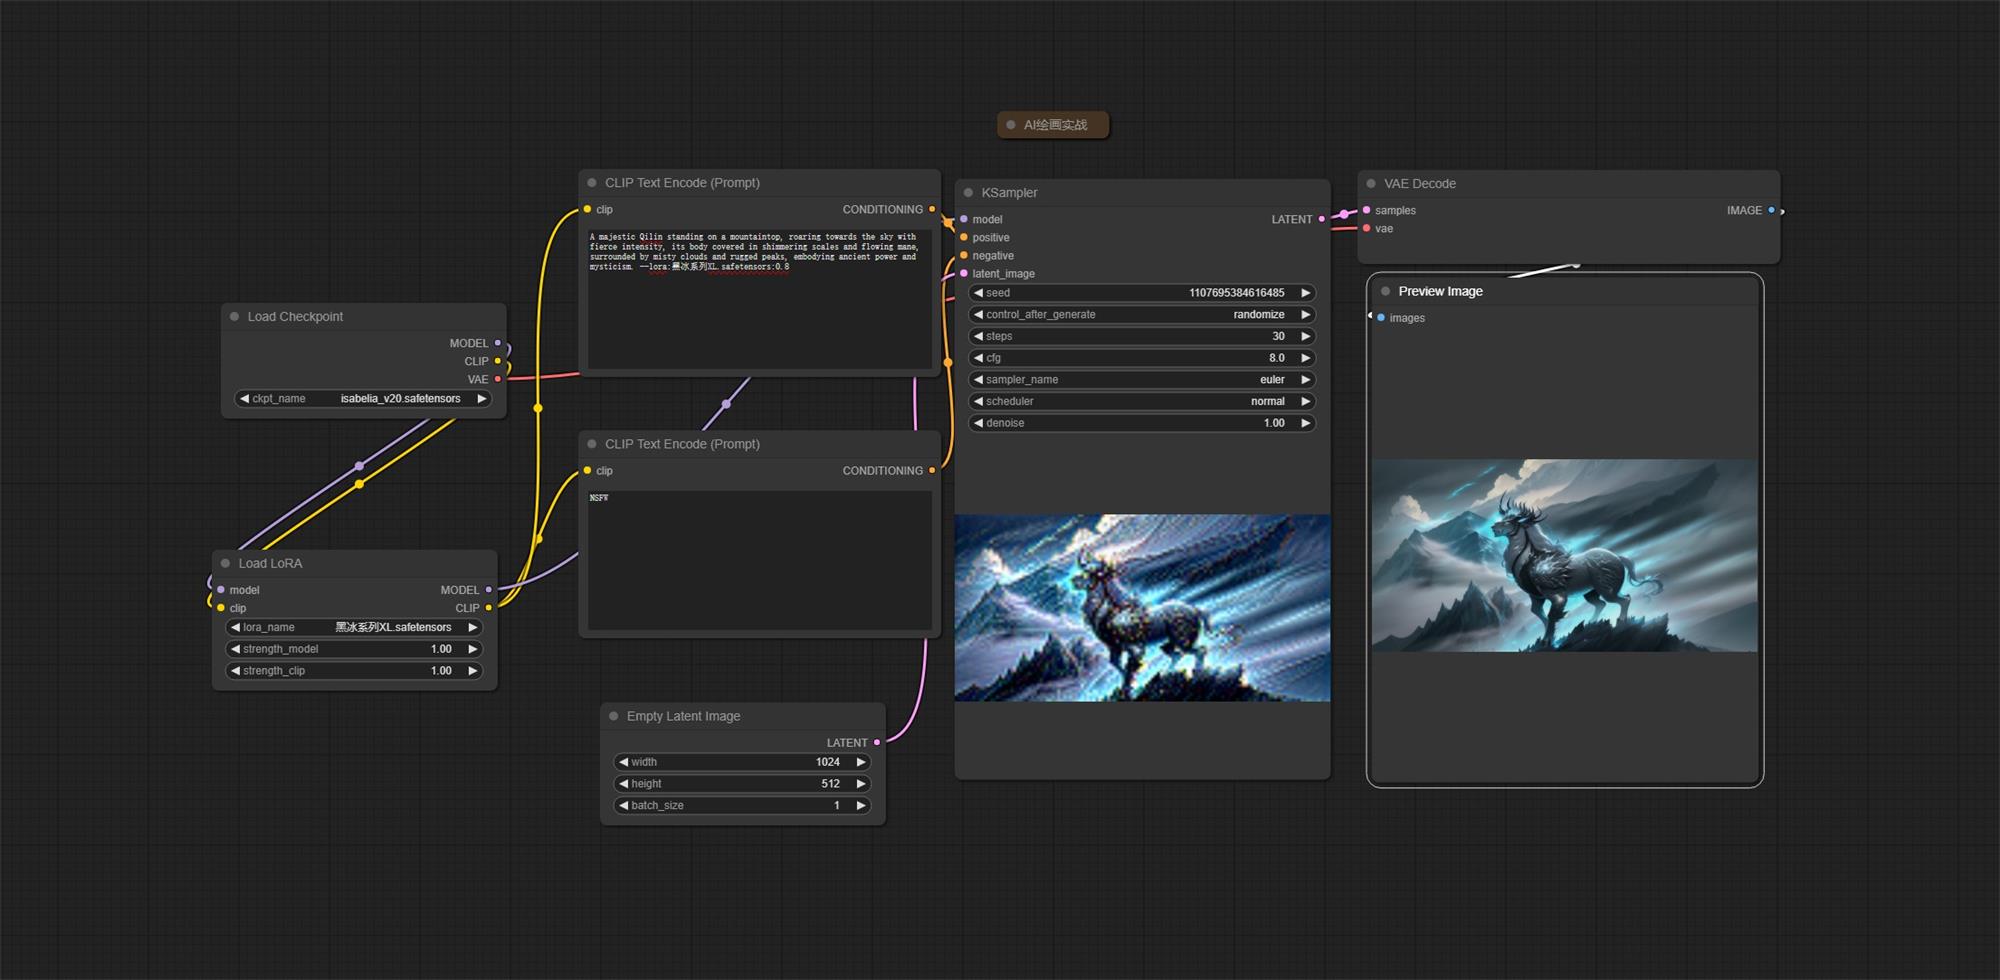 AI绘画实战
Load Checkpoint
MODEL
CLIP
VAE
ckpt_name isabelia_v20.safetensors
Load LoRA
model MODEL
clip CLIP
lora_name 黑冰系列XL.safetensors
strength_model 1.00
strength_clip 1.00
CLIP Text Encode (Prompt)
clip CONDITIONING
A majestic Qilin standing on a mountaintop, roaring towards the sky with
fierce intensity, its body covered in shimmering scales and flowing mane,
surrounded by misty clouds and rugged peaks, embodying ancient power and
mysticism. —lora:黑冰系列XL.safetensors:0.8
CLIP Text Encode (Prompt)
clip CONDITIONING
NSFW
Empty Latent Image
LATENT
width 1024
height 512
batch_size 1
KSampler
model LATENT
positive
negative
latent_image
seed 1107695384616485
control_after_generate randomize
steps 30
cfg 8.0
sampler_name euler
scheduler normal
denoise 1.00
VAE Decode
samples IMAGE
vae
Preview Image
images